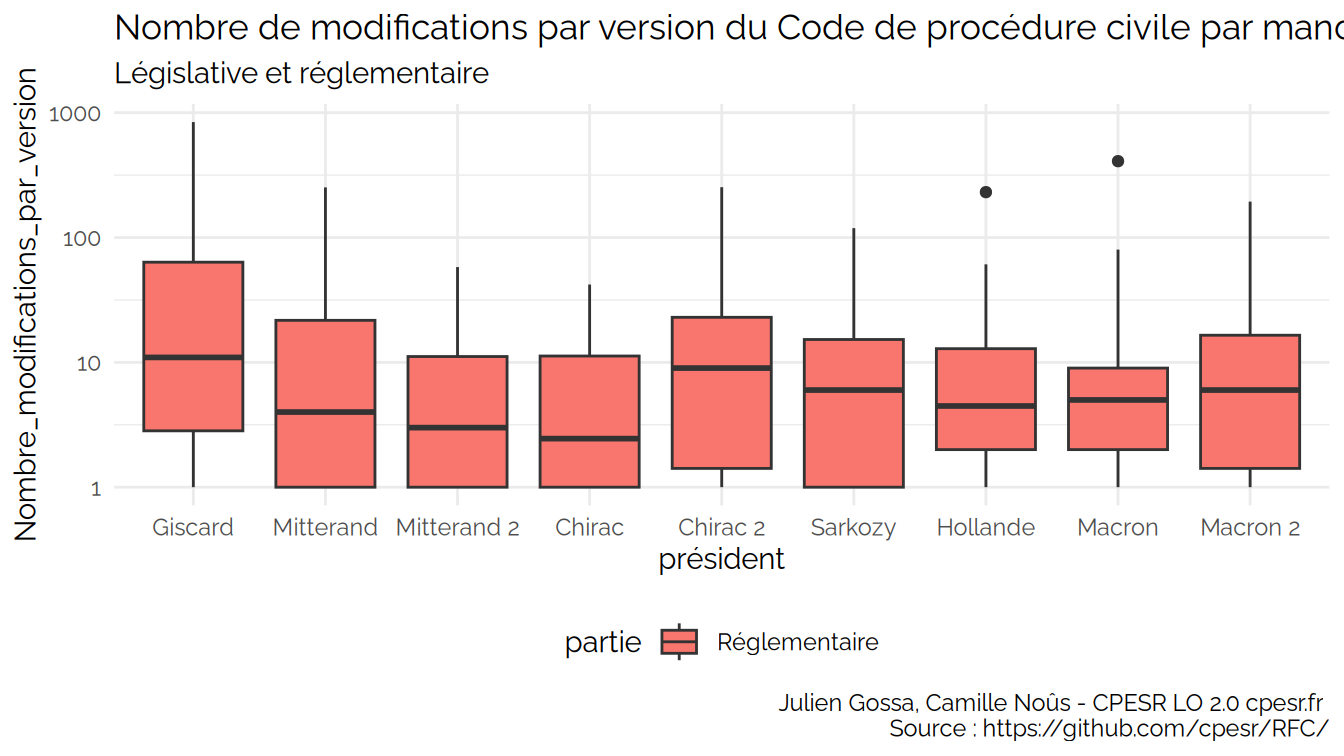 Nombre de modifications par version du Code de procédure civile par
Législative et réglementaire
Nombre_modifications_par_version
1000
100
10
1
Giscard Mitterand Mitterand 2 Chirac Chirac 2 Sarkozy Hollande Macron Macron 2
président
partie Réglementaire
Julien Gossa, Camille Noûs - CPESR LO 2.0 cpesr.fr
Source : https://github.com/cpesr/RFC/